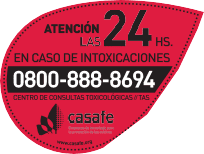 ATENCIÓN
LAS 24 HS.
EN CASO DE INTOXICACIONES
0800-888-8694
CENTRO DE CONSULTAS TOXICOLÓGICAS // TAS
casafe
www.casafe.org